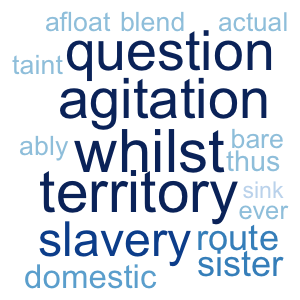 afloat blend actual
question
taint
agitation
ably whilst bare
thus
territory sink
ever
slavery route
sister
domestic